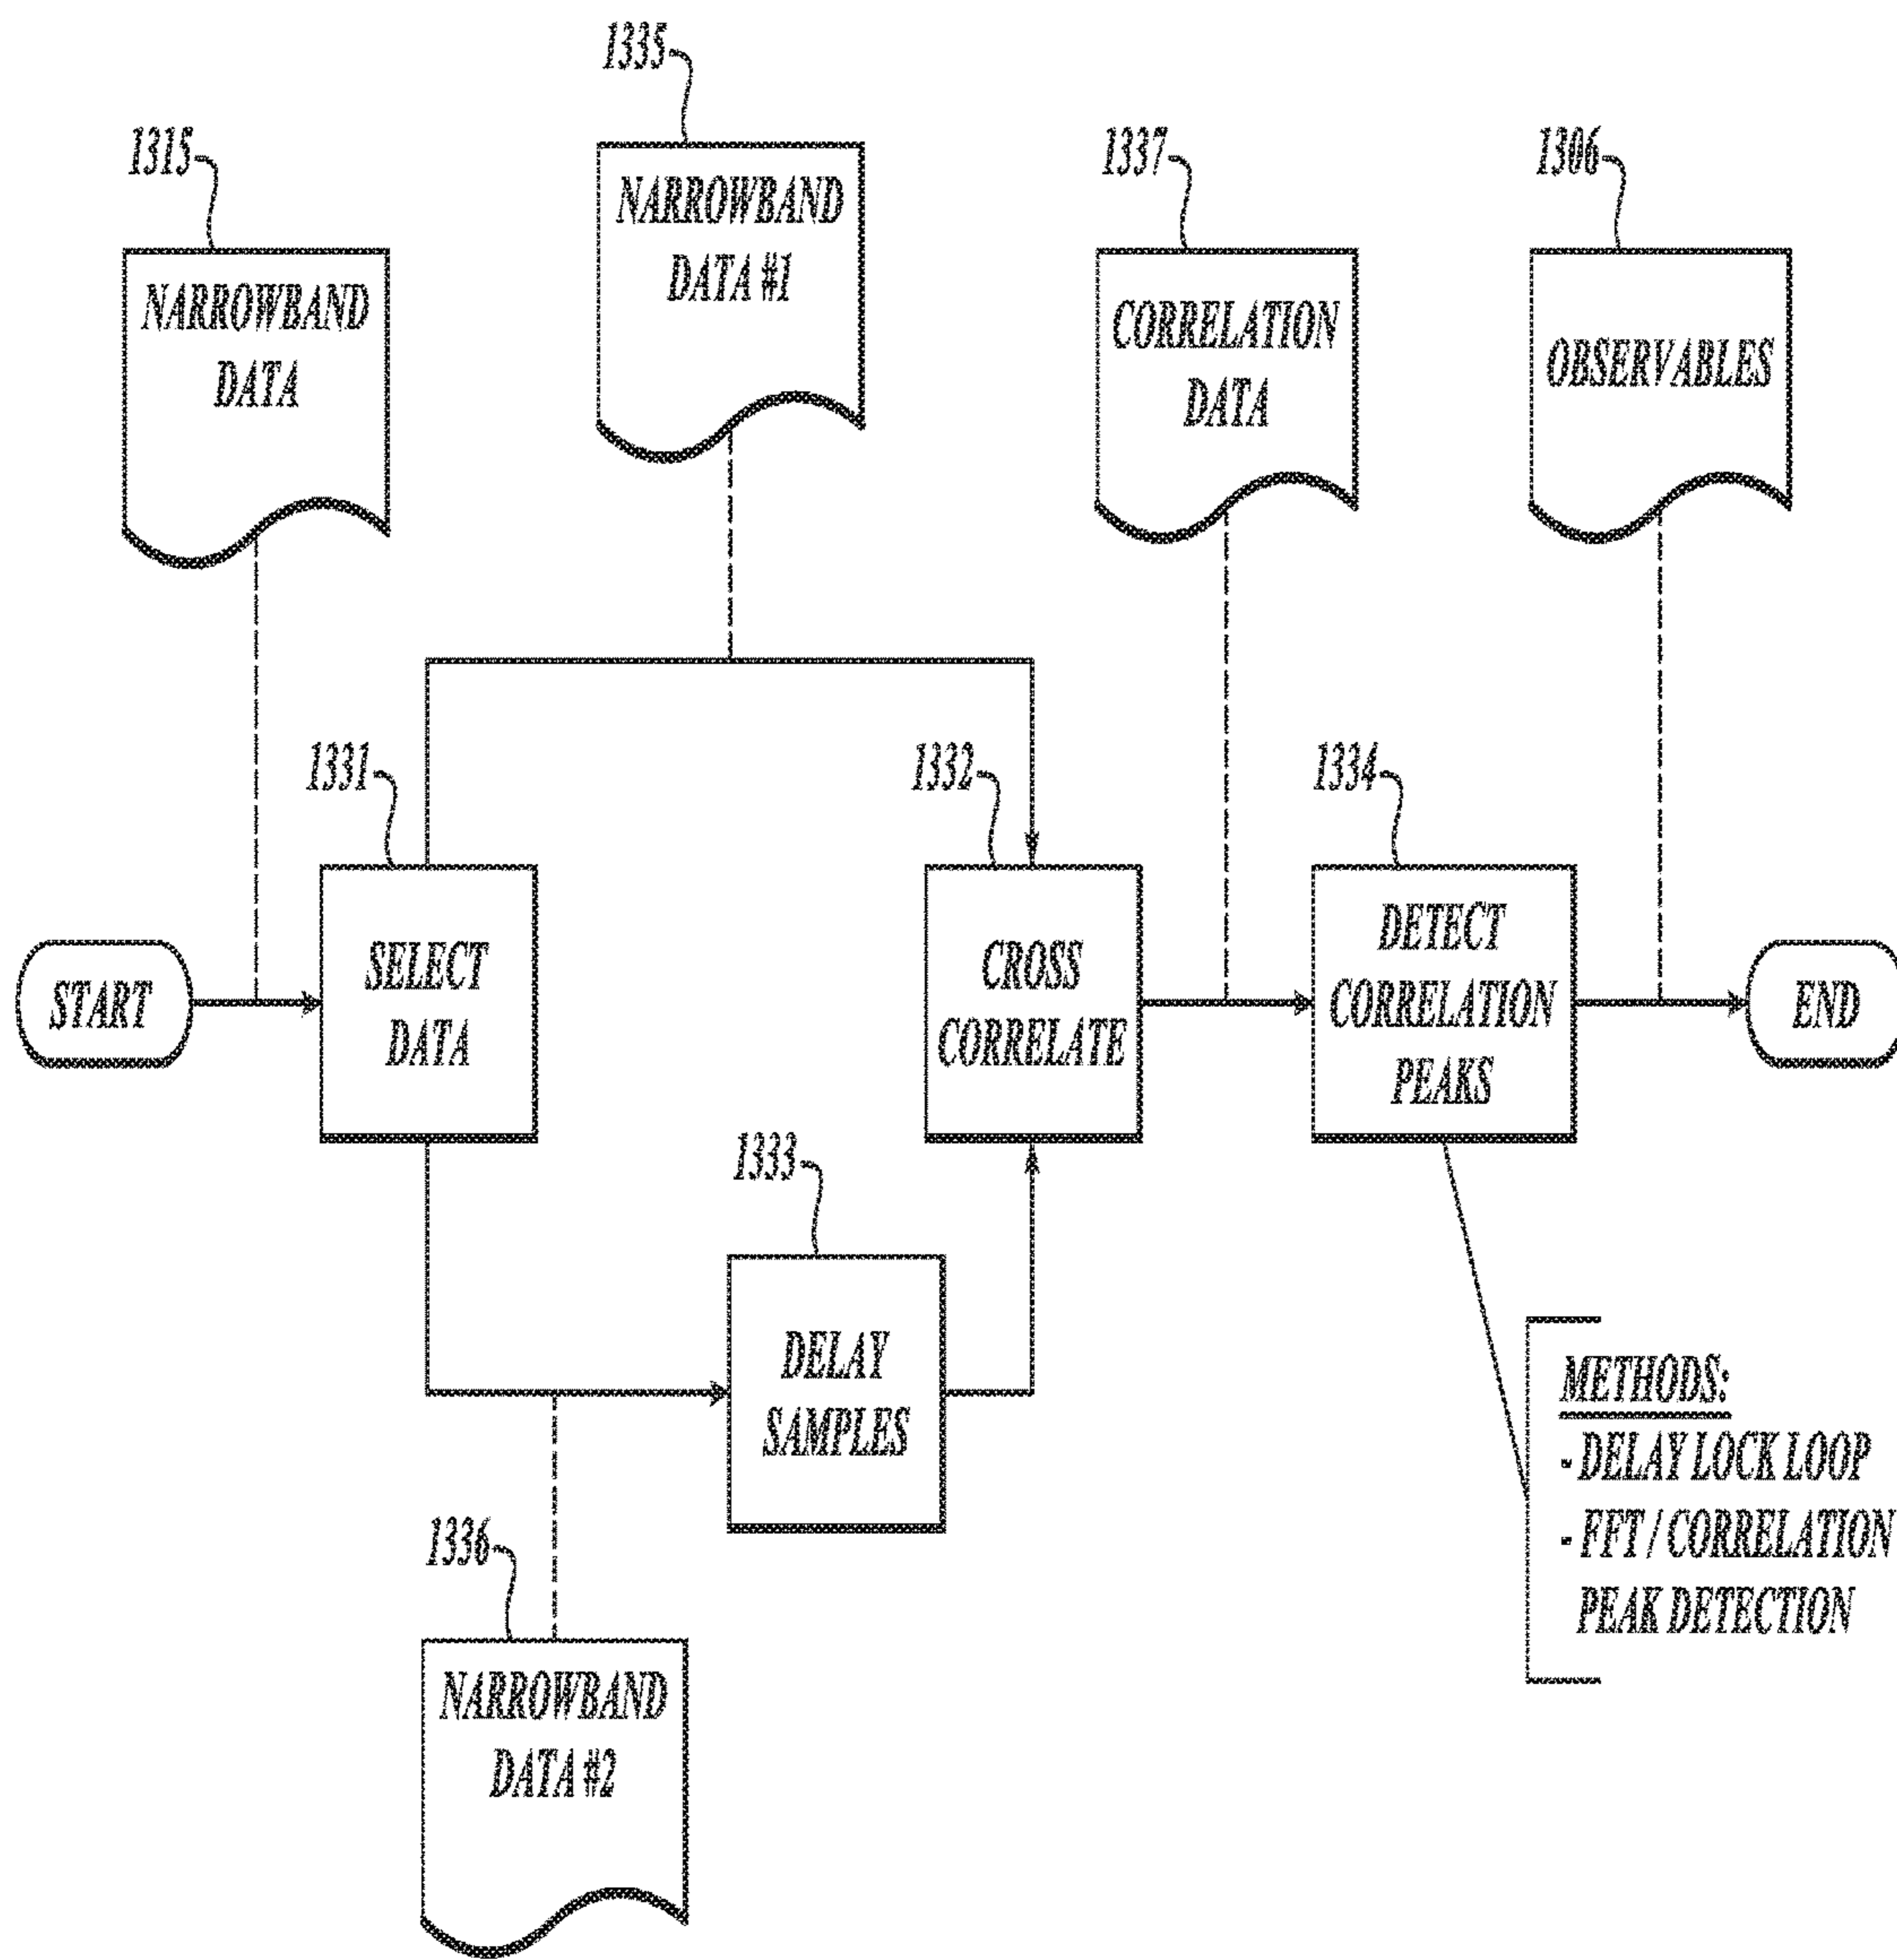 1335
1315
1337
1306
NARROWBAND
DATA #1
NARROWBAND
DATA
CORRELATION
DATA
OBSERVABLES
1331
1332
1334
START
SELECT
DATA
CROSS
CORRELATE
DETECT
CORRELATION
PEAKS
END
1333
DELAY
SAMPLES
METHODS:
- DELAY LOCK LOOP
- FFT / CORRELATION
PEAK DETECTION
1336
NARROWBAND
DATA #2